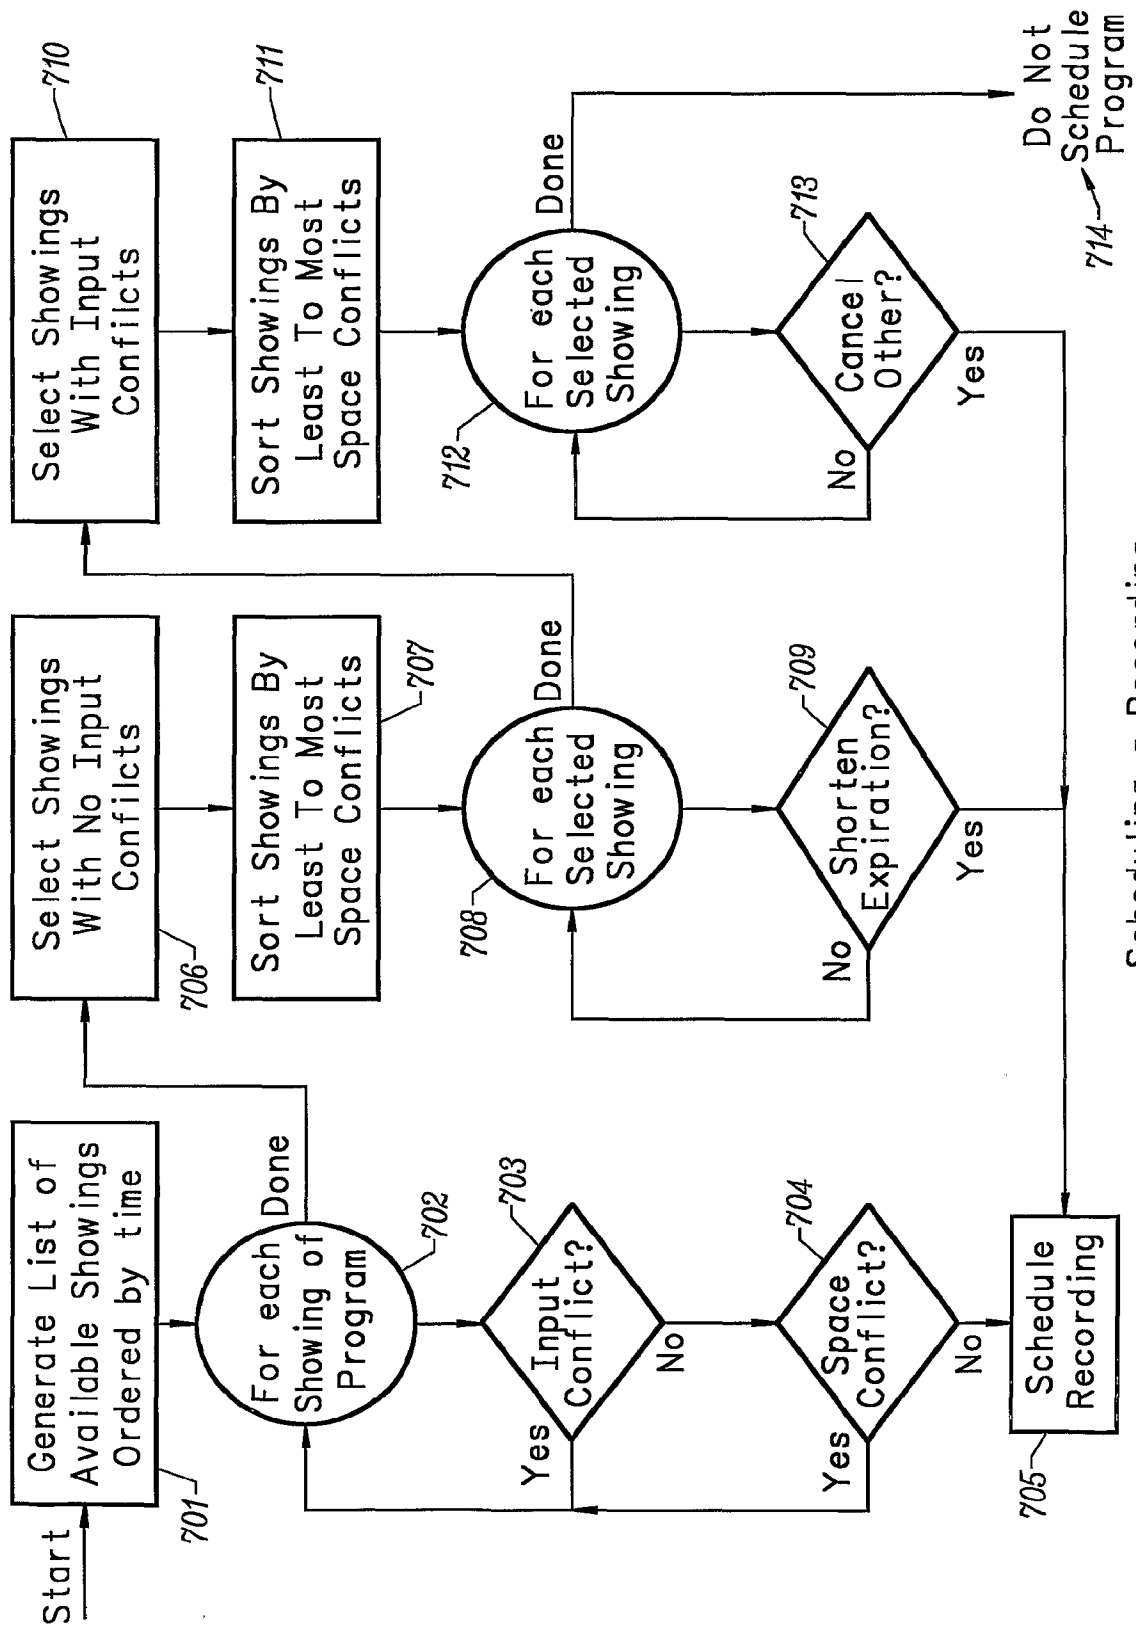 Start
Generate List of
Available Showings
Ordered by time
701
For each
Showing of
Program
Done
702
Input
Conflict?
703
Yes
No
Space
Conflict?
704
Yes
No
Schedule
Recording
705
Select Showings
With No Input
Confilcts
706
Sort Showings By
Least To Most
Space Conflicts
707
For each
Selected
Showing
Done
708
Shorten
Expiration?
709
No
Yes
Select Showings
With Input
Confilcts
710
Sort Showings By
Least To Most
Space Conflicts
711
For each
Selected
Showing
Done
712
Cancel
Other?
713
No
Yes
Do Not
Schedule
Program
714